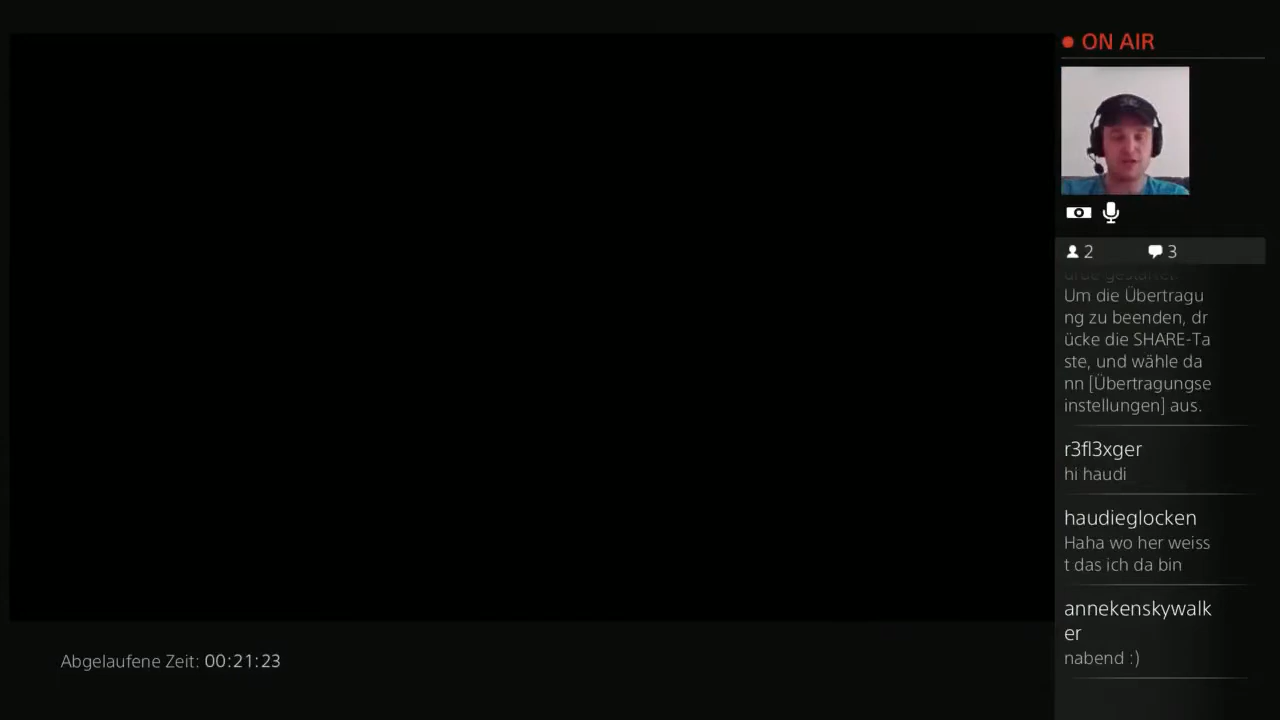 ON AIR
2
3
Um die Übertragu
ng zu beenden, dr
ücke die SHARE-Ta
ste, und wähle da
nn [Übertragungse
instellungen] aus.
r3fl3xger
hi haudi
haudieglocken
Haha wo her weiss
t das ich da bin
annekenskywalk
er
nabend :)
Abgelaufene Zeit: 00:21:23